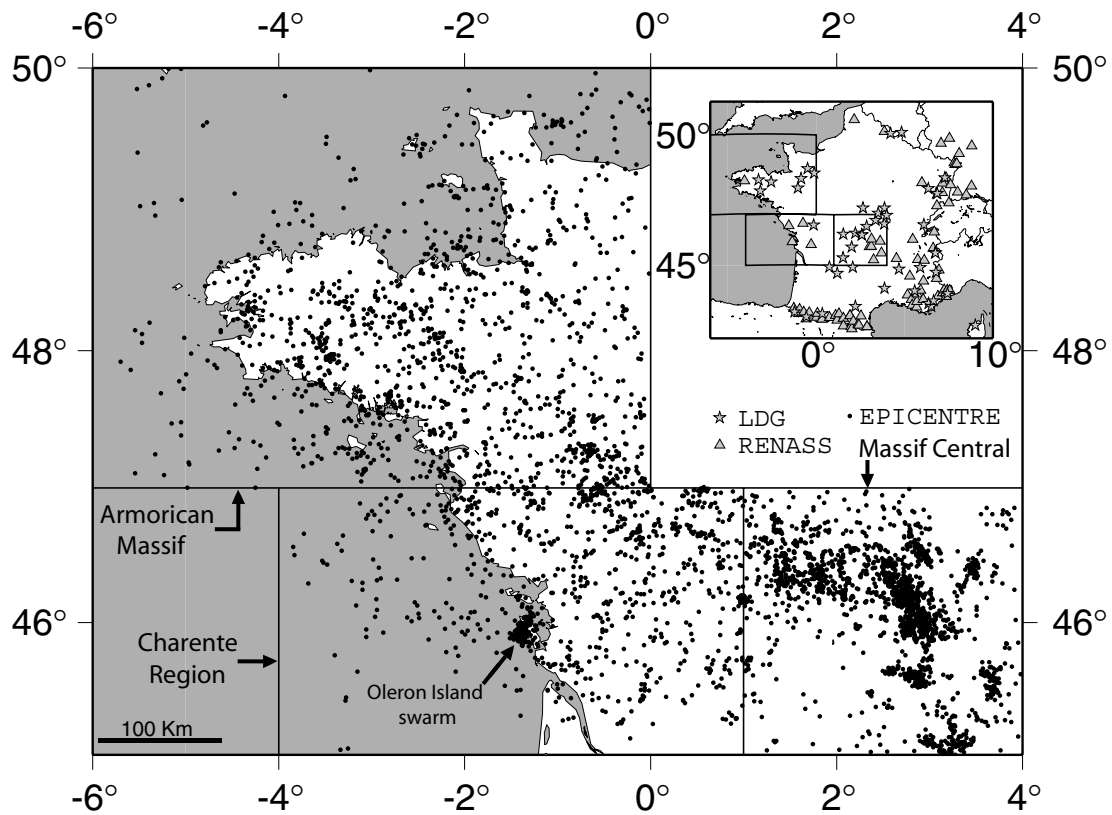 -6° -4° -2° 0° 2° 4°
50° 50°
50°
45°
0° 10°
48° 48°
LDG EPICENTRE
RENASS Massif Central
Armorican
Massif
46° 46°
Charente
Region
Oleron Island
swarm
100 Km
-6° -4° -2° 0° 2° 4°